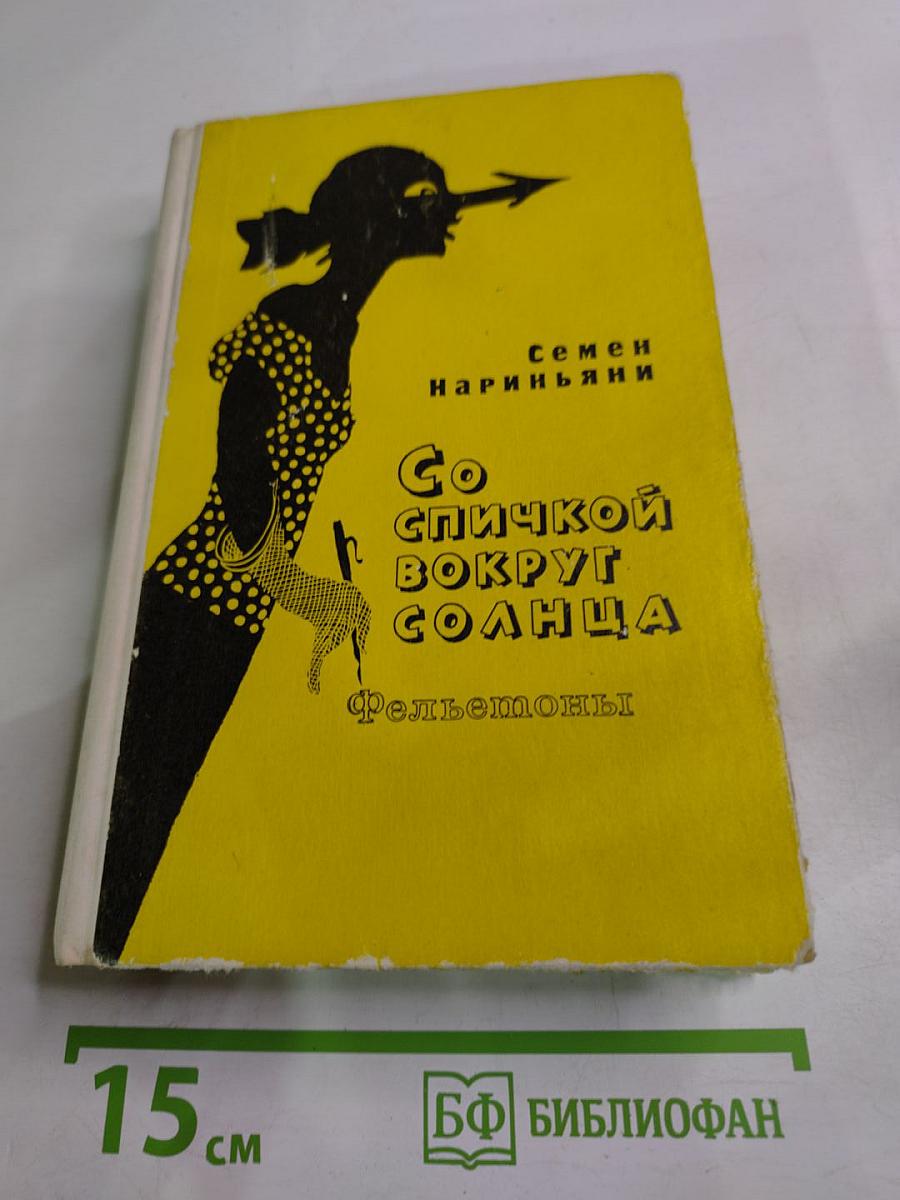 Семен
Нариньяни
Со
спичкой
вокруг
солнца
Фельетоны
15 см
БФ БИБЛИОФАН